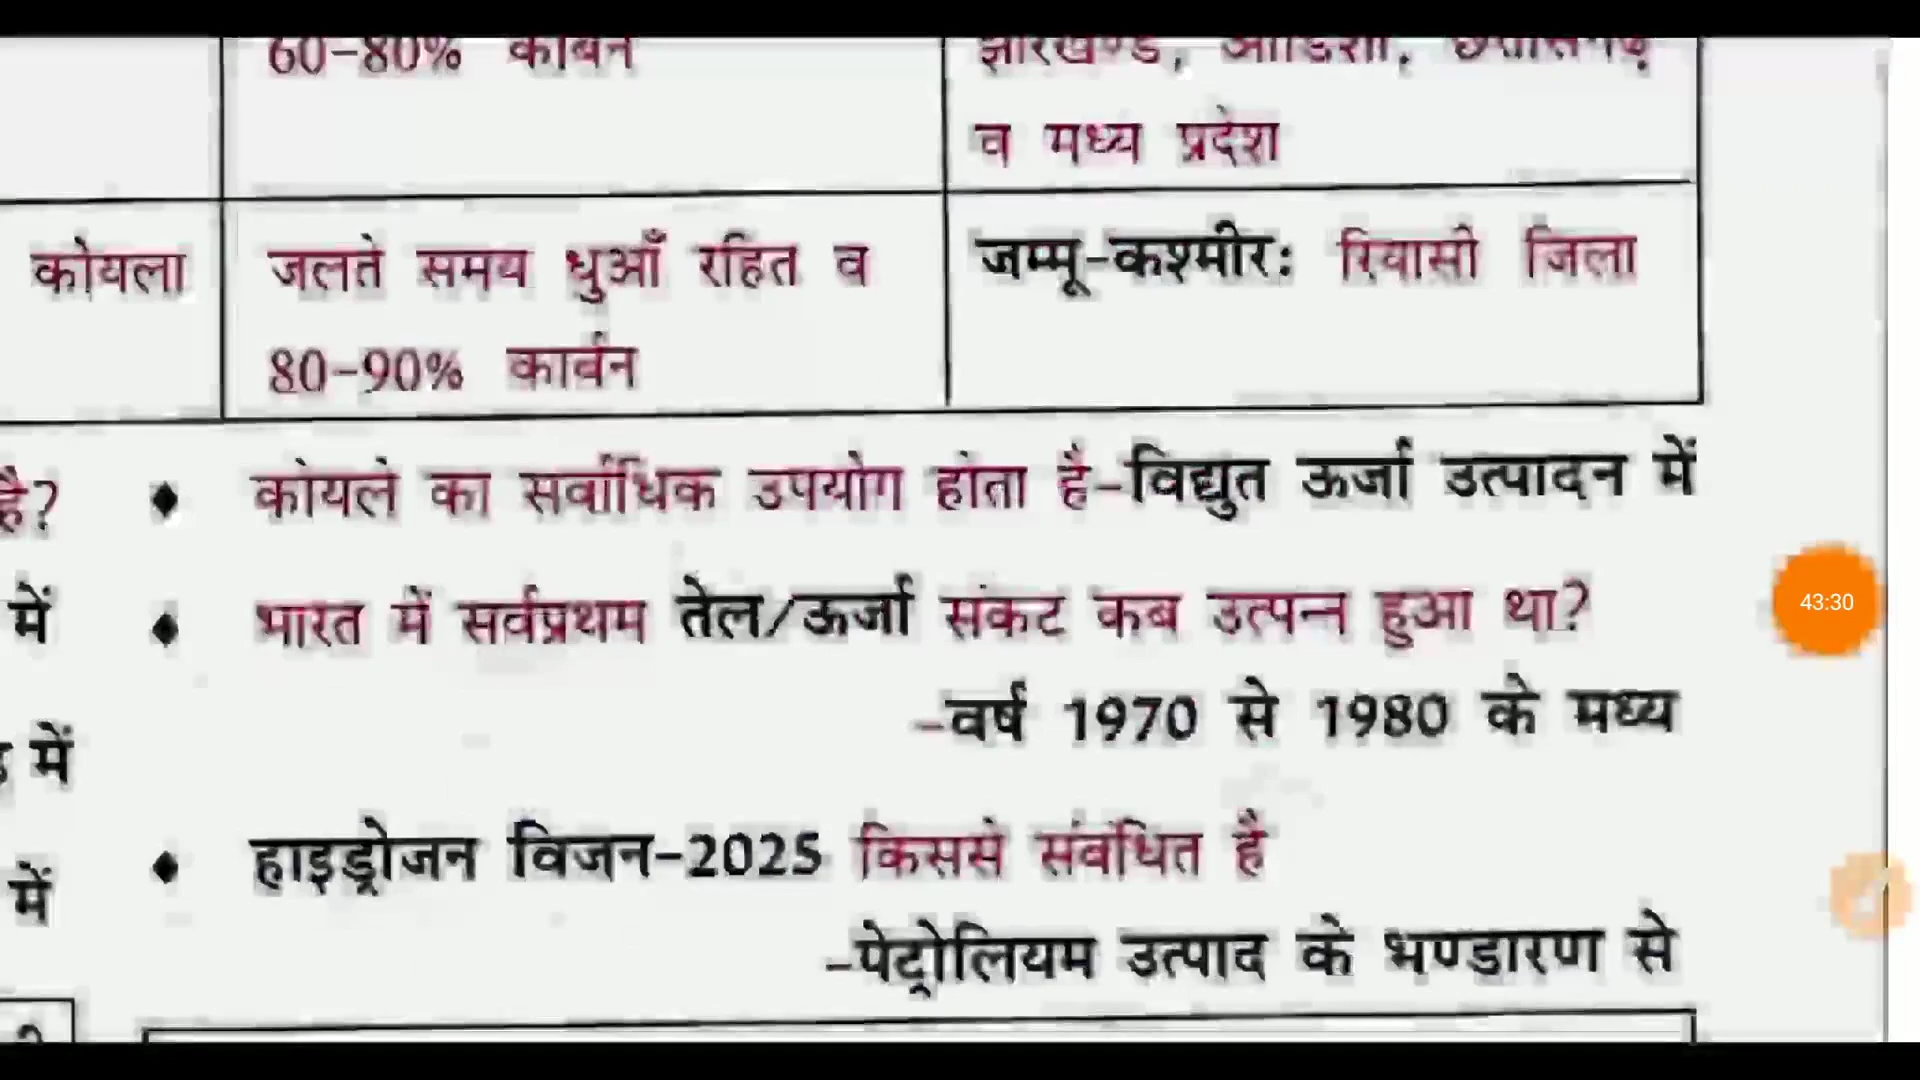 60-80% कार्बन
झारखण्ड, ओडिशा, छत्तीसगढ़
व मध्य प्रदेश
कोयला
जलते समय धुआँ रहित व
80-90% कार्बन
जम्मू-कश्मीर: रियासी जिला
है?
♦ कोयले का सर्वाधिक उपयोग होता है-विद्युत ऊर्जा उत्पादन में
में
♦ भारत में सर्वप्रथम तेल/ऊर्जा संकट कब उत्पन्न हुआ था?
-वर्ष 1970 से 1980 के मध्य
में
♦ हाइड्रोजन विजन-2025 किससे संबंधित है
में
-पेट्रोलियम उत्पाद के भण्डारण से
43:30